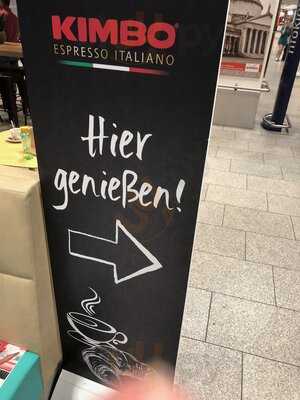 KIMBO
ESPRESSO ITALIANO
Hier
genießen!